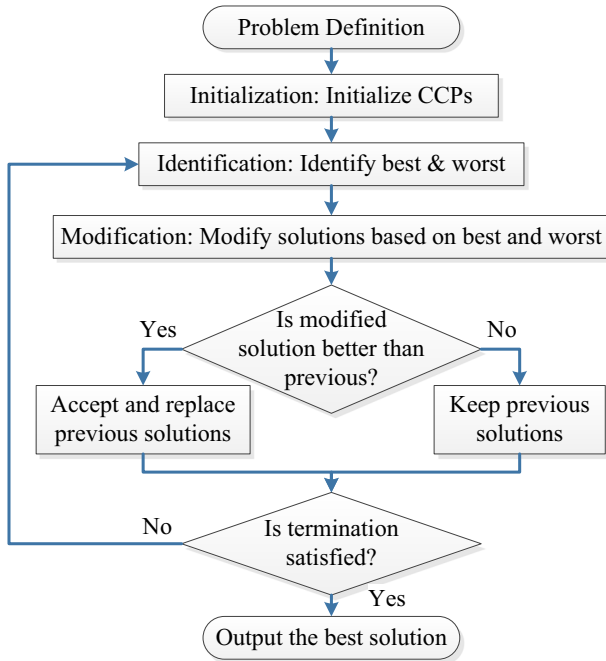 Problem Definition
Initialization: Initialize CCPs
Identification: Identify best & worst
Modification: Modify solutions based on best and worst
Is modified
solution better than
previous?
Yes
No
Accept and replace
previous solutions
Keep previous
solutions
Is termination
satisfied?
No
Yes
Output the best solution